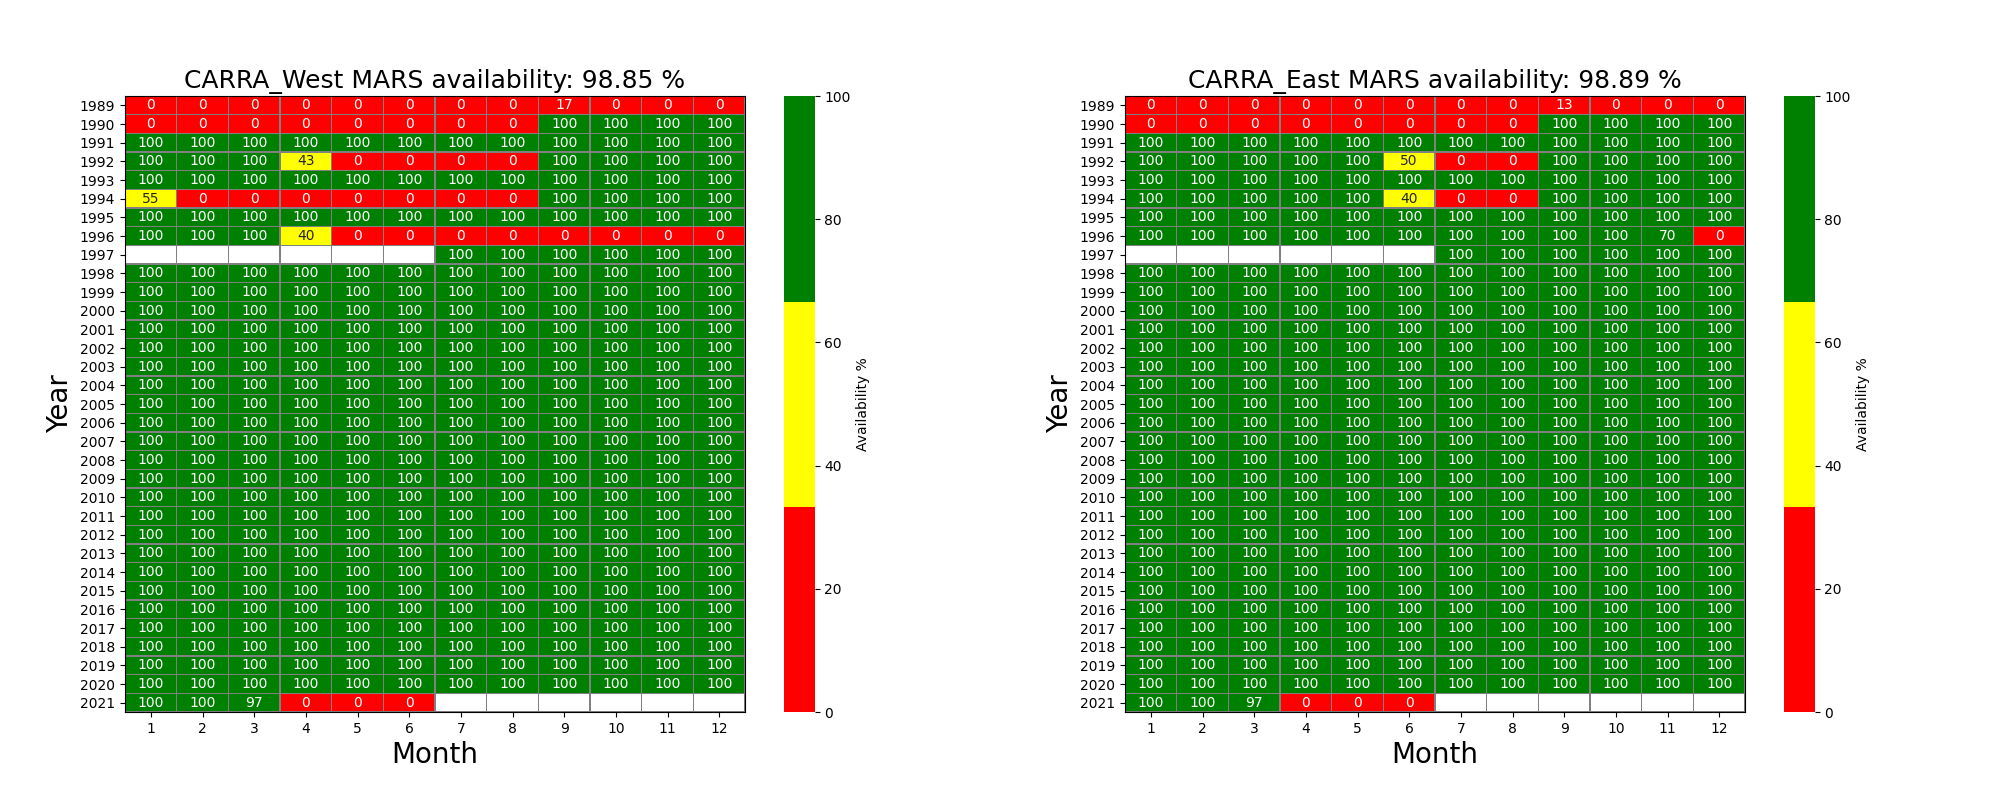 CARRA_West MARS availability: 98.85 %
Year
1989 0 0 0 0 0 0 0 0 17 0 0 0
1990 0 0 0 0 0 0 0 0 100 100 100 100
1991 100 100 100 100 100 100 100 100 100 100 100 100
1992 100 100 100 43 0 0 0 0 100 100 100 100
1993 100 100 100 100 100 100 100 100 100 100 100 100
1994 55 0 0 0 0 0 0 0 100 100 100 100
1995 100 100 100 100 100 100 100 100 100 100 100 100
1996 100 100 100 40 0 0 0 0 0 0 0 0
1997 100 100 100 100 100 100
1998 100 100 100 100 100 100 100 100 100 100 100 100
1999 100 100 100 100 100 100 100 100 100 100 100 100
2000 100 100 100 100 100 100 100 100 100 100 100 100
2001 100 100 100 100 100 100 100 100 100 100 100 100
2002 100 100 100 100 100 100 100 100 100 100 100 100
2003 100 100 100 100 100 100 100 100 100 100 100 100
2004 100 100 100 100 100 100 100 100 100 100 100 100
2005 100 100 100 100 100 100 100 100 100 100 100 100
2006 100 100 100 100 100 100 100 100 100 100 100 100
2007 100 100 100 100 100 100 100 100 100 100 100 100
2008 100 100 100 100 100 100 100 100 100 100 100 100
2009 100 100 100 100 100 100 100 100 100 100 100 100
2010 100 100 100 100 100 100 100 100 100 100 100 100
2011 100 100 100 100 100 100 100 100 100 100 100 100
2012 100 100 100 100 100 100 100 100 100 100 100 100
2013 100 100 100 100 100 100 100 100 100 100 100 100
2014 100 100 100 100 100 100 100 100 100 100 100 100
2015 100 100 100 100 100 100 100 100 100 100 100 100
2016 100 100 100 100 100 100 100 100 100 100 100 100
2017 100 100 100 100 100 100 100 100 100 100 100 100
2018 100 100 100 100 100 100 100 100 100 100 100 100
2019 100 100 100 100 100 100 100 100 100 100 100 100
2020 100 100 100 100 100 100 100 100 100 100 100 100
2021 100 100 97 0 0 0
1 2 3 4 5 6 7 8 9 10 11 12
Month
100
80
60
40
20
0
Availability %
CARRA_East MARS availability: 98.89 %
Year
1989 0 0 0 0 0 0 0 0 13 0 0 0
1990 0 0 0 0 0 0 0 0 100 100 100 100
1991 100 100 100 100 100 100 100 100 100 100 100 100
1992 100 100 100 100 100 50 0 0 100 100 100 100
1993 100 100 100 100 100 100 100 100 100 100 100 100
1994 100 100 100 100 100 40 0 0 100 100 100 100
1995 100 100 100 100 100 100 100 100 100 100 100 100
1996 100 100 100 100 100 100 100 100 100 100 70 0
1997 100 100 100 100 100 100
1998 100 100 100 100 100 100 100 100 100 100 100 100
1999 100 100 100 100 100 100 100 100 100 100 100 100
2000 100 100 100 100 100 100 100 100 100 100 100 100
2001 100 100 100 100 100 100 100 100 100 100 100 100
2002 100 100 100 100 100 100 100 100 100 100 100 100
2003 100 100 100 100 100 100 100 100 100 100 100 100
2004 100 100 100 100 100 100 100 100 100 100 100 100
2005 100 100 100 100 100 100 100 100 100 100 100 100
2006 100 100 100 100 100 100 100 100 100 100 100 100
2007 100 100 100 100 100 100 100 100 100 100 100 100
2008 100 100 100 100 100 100 100 100 100 100 100 100
2009 100 100 100 100 100 100 100 100 100 100 100 100
2010 100 100 100 100 100 100 100 100 100 100 100 100
2011 100 100 100 100 100 100 100 100 100 100 100 100
2012 100 100 100 100 100 100 100 100 100 100 100 100
2013 100 100 100 100 100 100 100 100 100 100 100 100
2014 100 100 100 100 100 100 100 100 100 100 100 100
2015 100 100 100 100 100 100 100 100 100 100 100 100
2016 100 100 100 100 100 100 100 100 100 100 100 100
2017 100 100 100 100 100 100 100 100 100 100 100 100
2018 100 100 100 100 100 100 100 100 100 100 100 100
2019 100 100 100 100 100 100 100 100 100 100 100 100
2020 100 100 100 100 100 100 100 100 100 100 100 100
2021 100 100 97 0 0 0
1 2 3 4 5 6 7 8 9 10 11 12
Month
100
80
60
40
20
0
Availability %